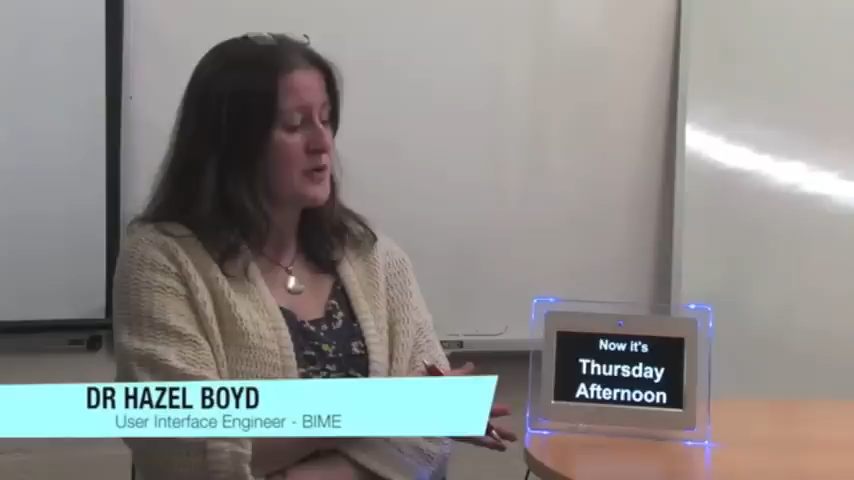 Now it's
Thursday
Afternoon
DR HAZEL BOYD
User Interface Engineer - BIME